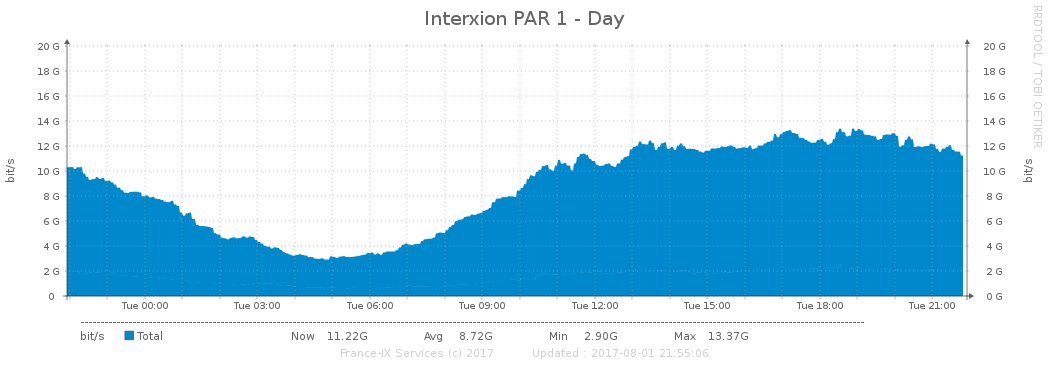 Interxion PAR 1 - Day
RRDTOOL / TOBI OETIKER
20 G 20 G
18 G 18 G
16 G 16 G
14 G 14 G
12 G 12 G
10 G 10 G
8 G 8 G
6 G 6 G
4 G 4 G
2 G 2 G
0 0 G
bit/s
bit/s
Tue 00:00 Tue 03:00 Tue 06:00 Tue 09:00 Tue 12:00 Tue 15:00 Tue 18:00 Tue 21:00
bit/s Total Now 11.22G Avg 8.72G Min 2.90G Max 13.37G
France-IX Services (c) 2017 Updated : 2017-08-01 21:55:06